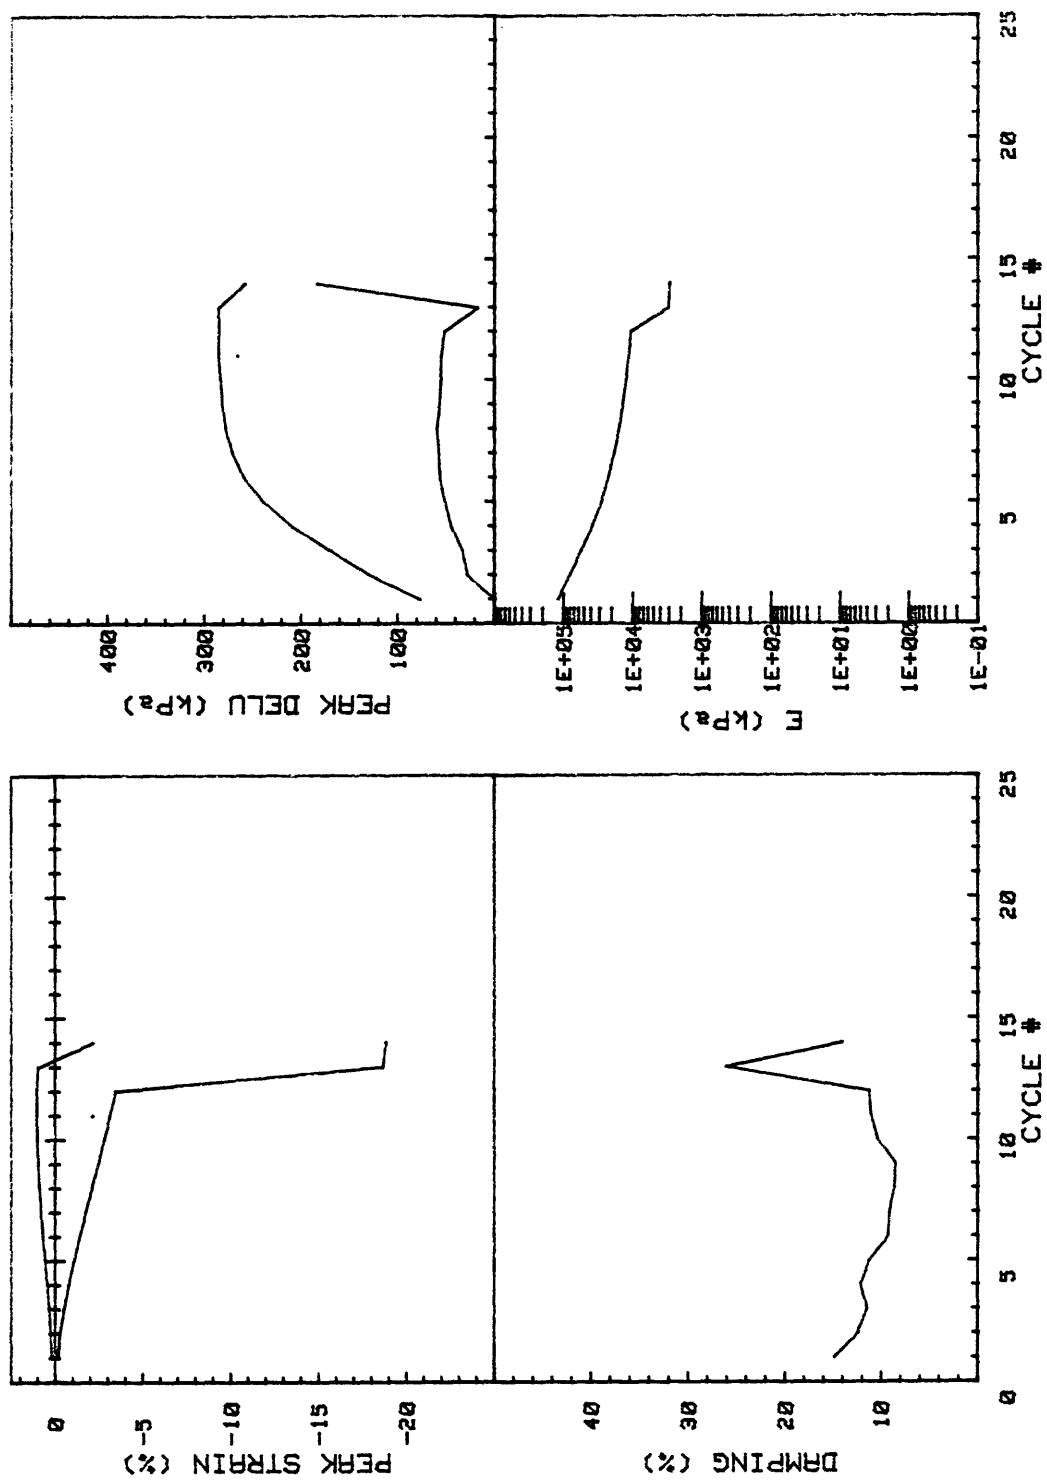 PEAK STRAIN (%)
0
-5
-10
-15
-20
DAMPING (%)
40
30
20
10
0
5
10
15
20
25
CYCLE #
PEAK DELU (kPa)
400
300
200
100
E (kPa)
1E+05
1E+04
1E+03
1E+02
1E+01
1E+00
1E-01
5
10
15
20
25
CYCLE #